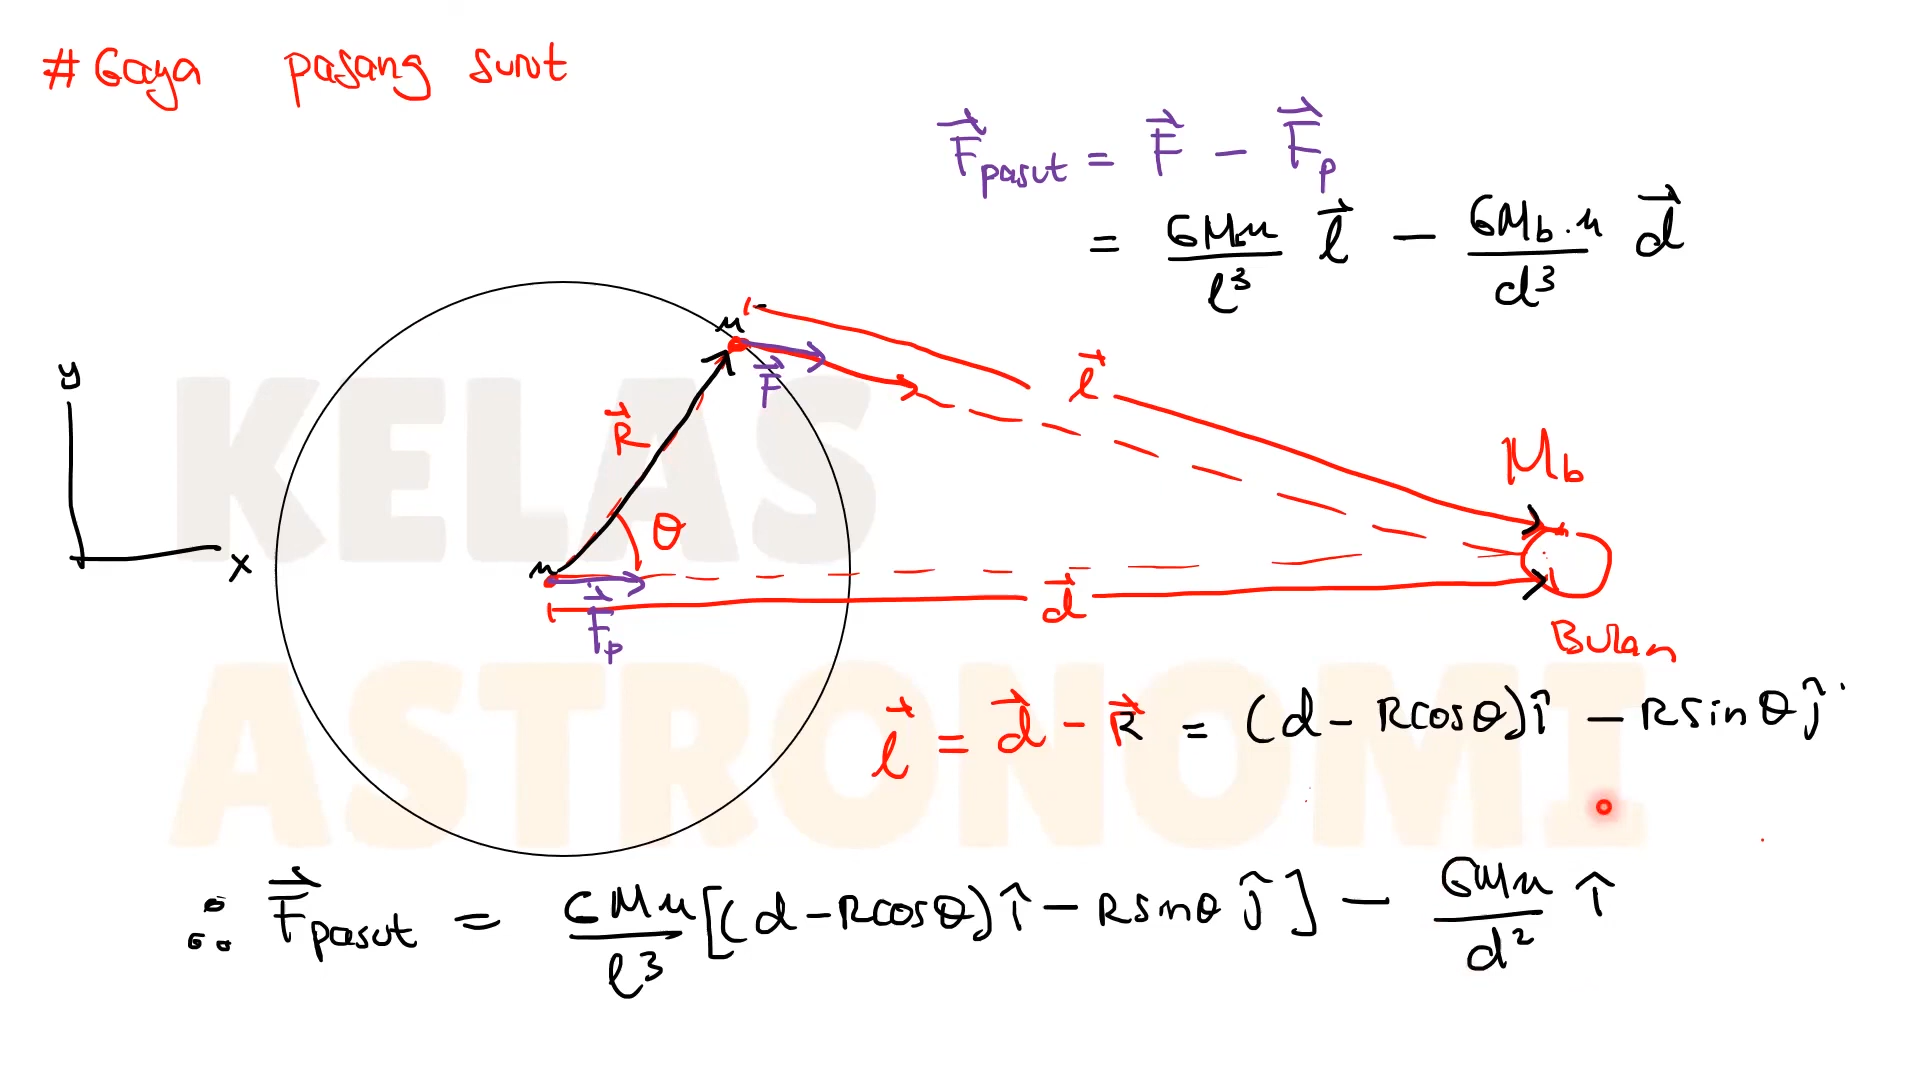 # Gaya pasang surut
F⃗pasut = F⃗ − F⃗p
= GMm/l³ l⃗ − GMb.m/d³ d⃗
m
l⃗
F⃗
y
R⃗
Mb
θ
x
m
d⃗
F⃗p
Bulan
l⃗ = d⃗ − R⃗ = (d − Rcosθ)î − Rsinθ ĵ
∴ F⃗pasut = GMm/l³ [(d − Rcosθ)î − Rsinθ ĵ] − GMm/d² î
KELAS
ASTRONOMI